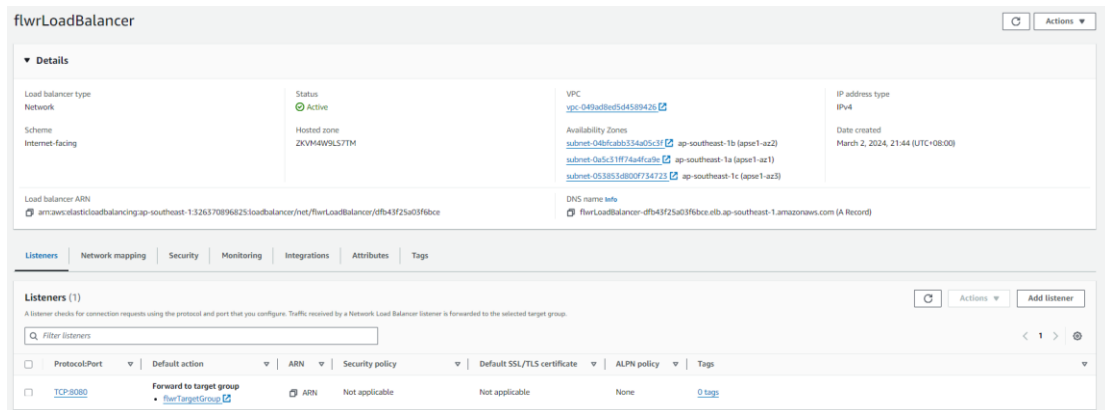 flwrLoadBalancer
Actions
Details
Load balancer type
Network
Status
Active
VPC
vpc-049ad8ed5d4589426
IP address type
IPv4
Scheme
Internet-facing
Hosted zone
ZKVM4W9LS7TM
Availability Zones
subnet-04bfcabb334a05c3f ap-southeast-1b (apse1-az2)
subnet-0a5c31ff74a4fca9e ap-southeast-1a (apse1-az1)
subnet-053853d800f734723 ap-southeast-1c (apse1-az3)
Date created
March 2, 2024, 21:44 (UTC+08:00)
Load balancer ARN
arn:aws:elasticloadbalancing:ap-southeast-1:326370896825:loadbalancer/net/flwrLoadBalancer/dfb43f25a03f6bce
DNS name Info
flwrLoadBalancer-dfb43f25a03f6bce.elb.ap-southeast-1.amazonaws.com (A Record)
Listeners Network mapping Security Monitoring Integrations Attributes Tags
Listeners (1)
Actions
Add listener
A listener checks for connection requests using the protocol and port that you configure. Traffic received by a Network Load Balancer listener is forwarded to the selected target group.
Filter listeners
1
Protocol:Port Default action ARN Security policy Default SSL/TLS certificate ALPN policy Tags
TCP:8080
Forward to target group
• flwrTargetGroup
ARN
Not applicable
Not applicable
None
0 tags